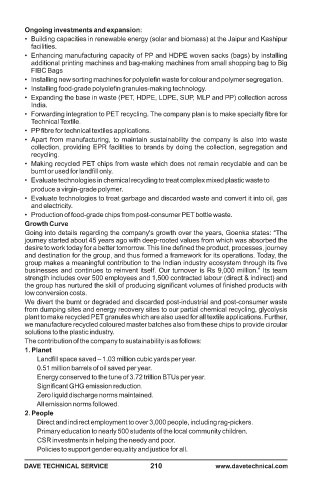 Ongoing investments and expansion:
• Building capacities in renewable energy (solar and biomass) at the Jaipur and Kashipur
facilities.
• Enhancing manufacturing capacity of PP and HDPE woven sacks (bags) by installing
additional printing machines and bag-making machines from small shopping bag to Big
FIBC Bags
• Installing new sorting machines for polyolefin waste for colour and polymer segregation.
• Installing food-grade polyolefin granules-making technology.
• Expanding the base in waste (PET, HDPE, LDPE, SUP, MLP and PP) collection across
India.
• Forwarding integration to PET recycling. The company plan is to make specialty fibre for
Technical Textile.
• PP fibre for technical textiles applications.
• Apart from manufacturing, to maintain sustainability the company is also into waste
collection, providing EPR facilities to brands by doing the collection, segregation and
recycling.
• Making recycled PET chips from waste which does not remain recyclable and can be
burnt or used for landfill only.
• Evaluate technologies in chemical recycling to treat complex mixed plastic waste to
produce a virgin-grade polymer.
• Evaluate technologies to treat garbage and discarded waste and convert it into oil, gas
and electricity.
• Production of food-grade chips from post-consumer PET bottle waste.
Growth Curve
Going into details regarding the company's growth over the years, Goenka states: "The
journey started about 45 years ago with deep-rooted values from which was absorbed the
desire to work today for a better tomorrow. This line defined the product, processes, journey
and destination for the group, and thus formed a framework for its operations. Today, the
group makes a meaningful contribution to the Indian industry ecosystem through its five
businesses and continues to reinvent itself. Our turnover is Rs 9,000 million." Its team
strength includes over 500 employees and 1,500 contracted labour (direct & indirect) and
the group has nurtured the skill of producing significant volumes of finished products with
low conversion costs.
We divert the burnt or degraded and discarded post-industrial and post-consumer waste
from dumping sites and energy recovery sites to our partial chemical recycling, glycolysis
plant to make recycled PET granules which are also used for all textile applications. Further,
we manufacture recycled coloured master batches also from these chips to provide circular
solutions to the plastic industry.
The contribution of the company to sustainability is as follows:
1. Planet
Landfill space saved – 1.03 million cubic yards per year.
0.51 million barrels of oil saved per year.
Energy conserved to the tune of 3.72 trillion BTUs per year.
Significant GHG emission reduction.
Zero liquid discharge norms maintained.
All emission norms followed.
2. People
Direct and indirect employment to over 3,000 people, including rag-pickers.
Primary education to nearly 500 students of the local community children.
CSR investments in helping the needy and poor.
Policies to support gender equality and justice for all.
DAVE TECHNICAL SERVICE 210 www.davetechnical.com